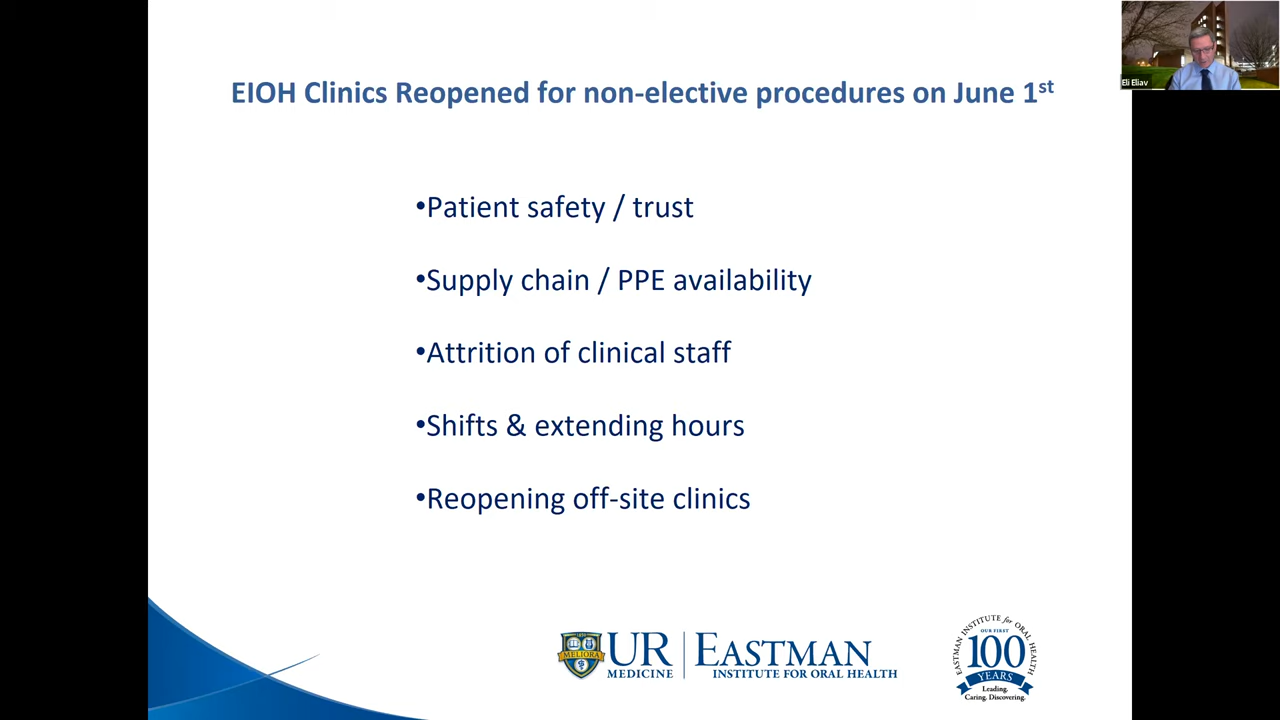 Eli Eliav
EIOH Clinics Reopened for non-elective procedures on June 1st
•Patient safety / trust
•Supply chain / PPE availability
•Attrition of clinical staff
•Shifts & extending hours
•Reopening off-site clinics
MELIORA
UR
MEDICINE
EASTMAN
INSTITUTE FOR ORAL HEALTH
EASTMAN INSTITUTE for ORAL HEALTH
OUR FIRST
100
YEARS
Leading.
Caring. Discovering.